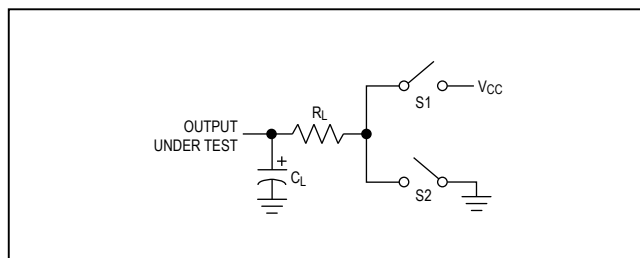 OUTPUT
UNDER TEST
RL
+
CL
S1
VCC
S2